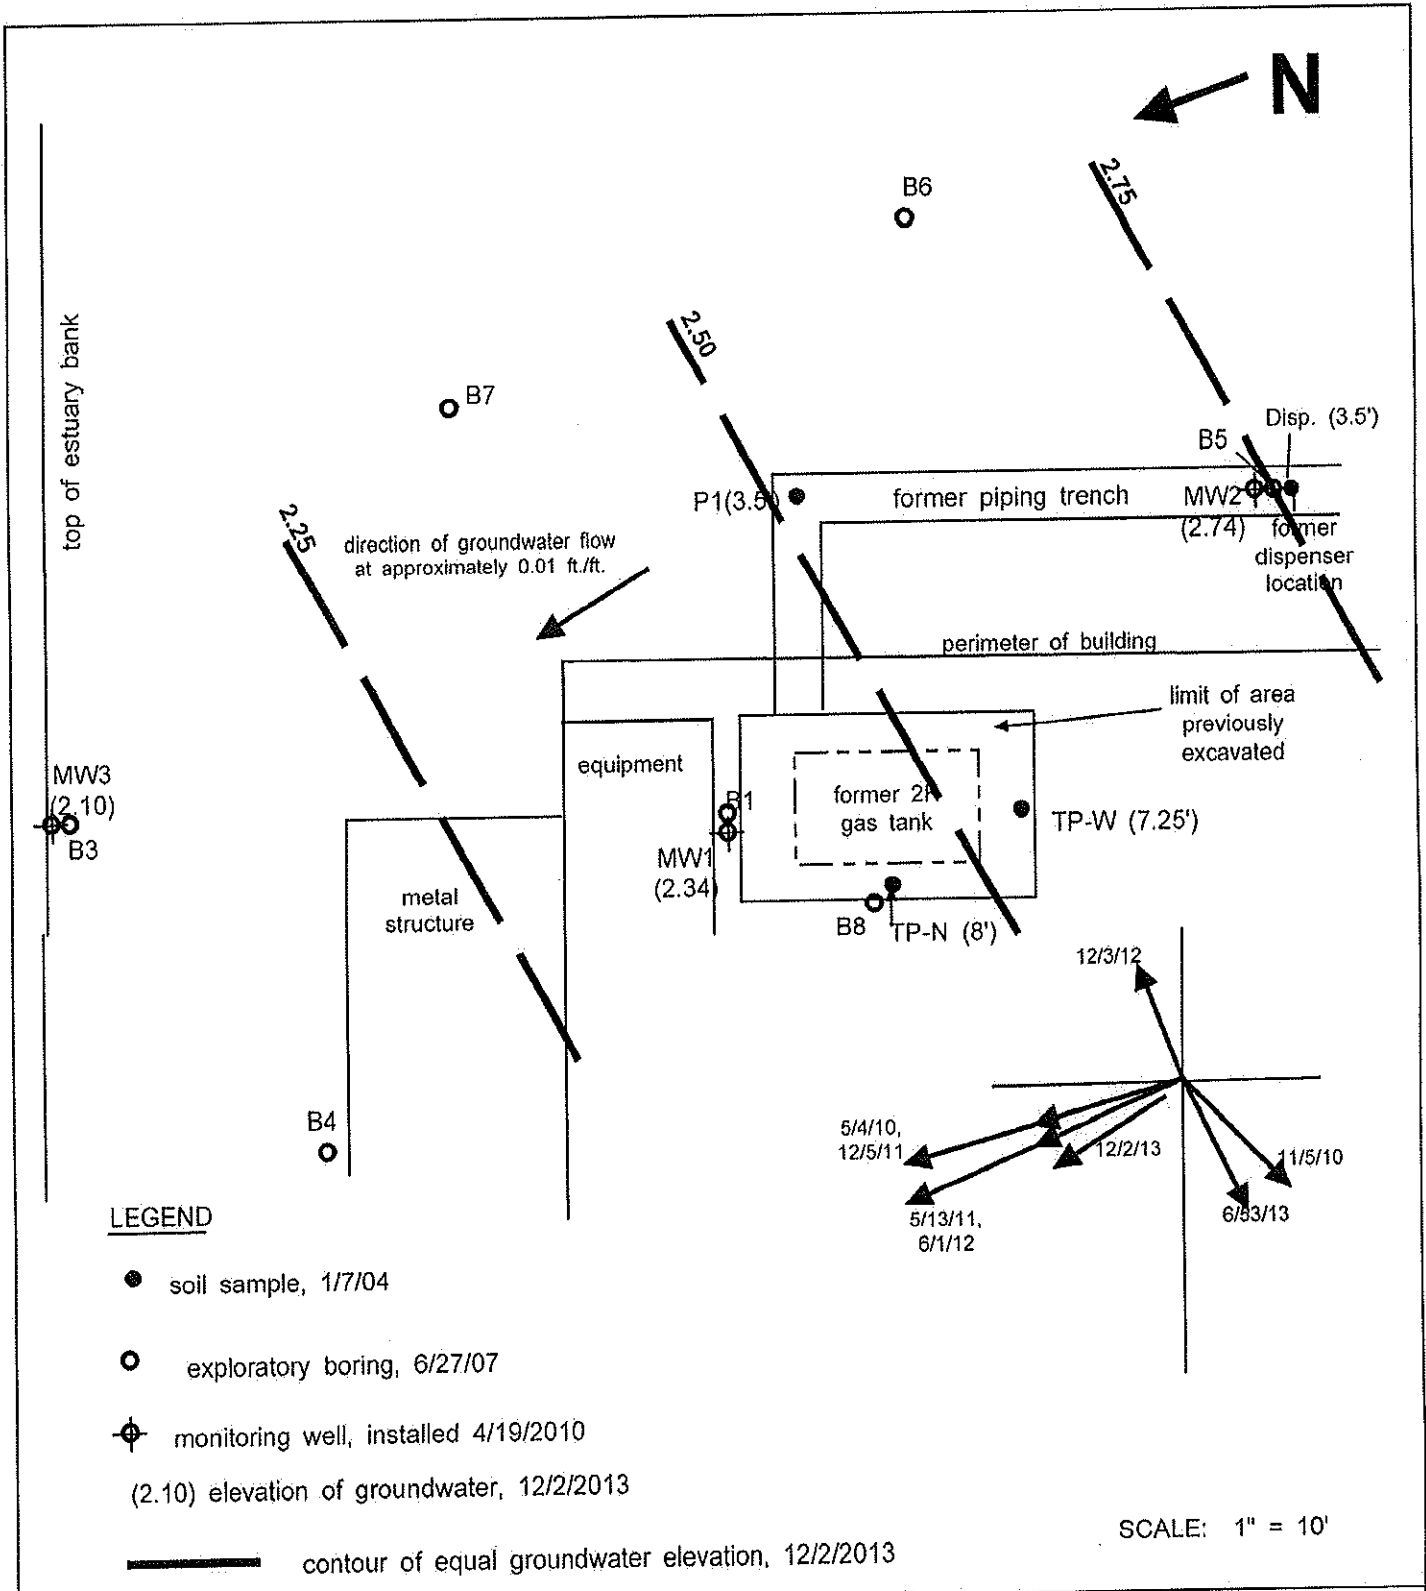 N
2.75
B6
2.50
top of estuary bank
B7
Disp. (3.5')
B5
P1(3.5
former piping trench
MW2
(2.74)
former
dispenser
location
2.25
direction of groundwater flow
at approximately 0.01 ft./ft.
perimeter of building
limit of area
previously
excavated
equipment
MW3
(2.10)
B3
B1
former 2K
gas tank
TP-W (7.25')
MW1
(2.34)
metal
structure
B8
TP-N (8')
12/3/12
B4
5/4/10,
12/5/11
12/2/13
11/5/10
5/13/11,
6/1/12
LEGEND
soil sample, 1/7/04
exploratory boring, 6/27/07
monitoring well, installed 4/19/2010
(2.10) elevation of groundwater, 12/2/2013
SCALE: 1" = 10'
contour of equal groundwater elevation, 12/2/2013